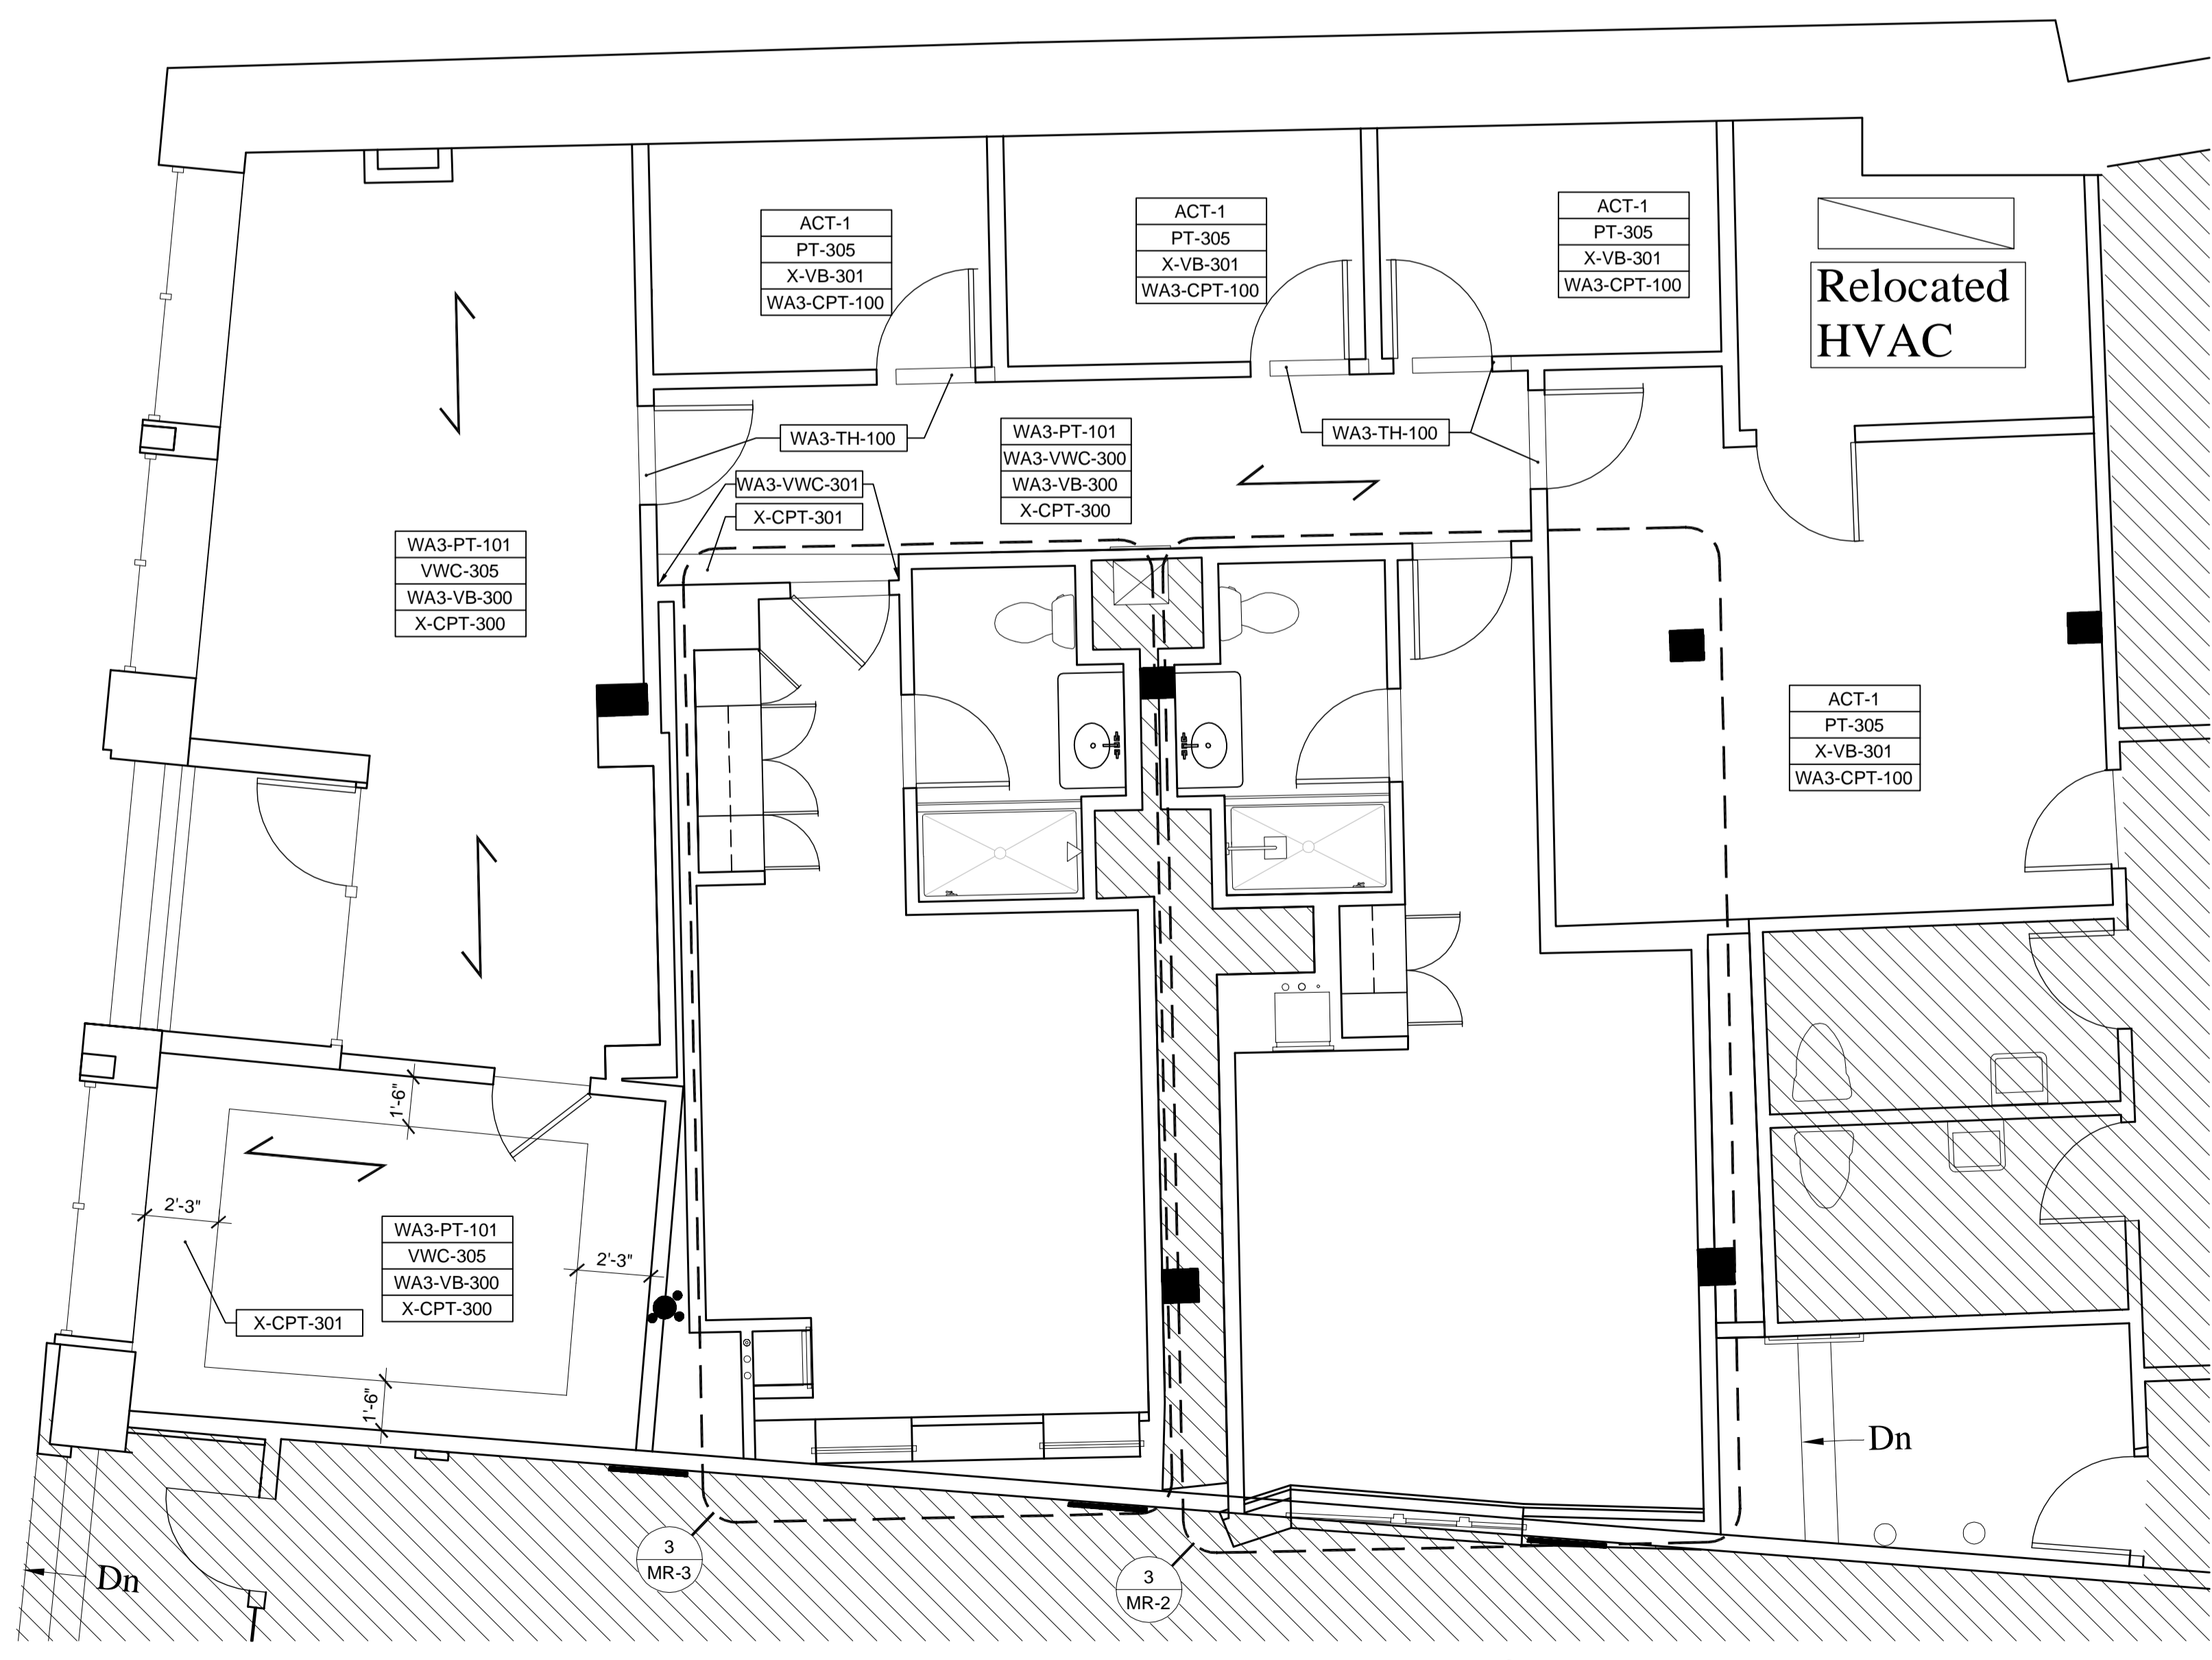 ACT-1
PT-305
X-VB-301
WA3-CPT-100
ACT-1
PT-305
X-VB-301
WA3-CPT-100
ACT-1
PT-305
X-VB-301
WA3-CPT-100
Relocated
HVAC
WA3-TH-100
WA3-PT-101
WA3-VWC-300
WA3-VB-300
X-CPT-300
WA3-TH-100
WA3-VWC-301
X-CPT-301
WA3-PT-101
VWC-305
WA3-VB-300
X-CPT-300
ACT-1
PT-305
X-VB-301
WA3-CPT-100
1'-6"
2'-3"
WA3-PT-101
VWC-305
WA3-VB-300
X-CPT-300
2'-3"
X-CPT-301
1'-6"
Dn
3
MR-3
3
MR-2
Dn